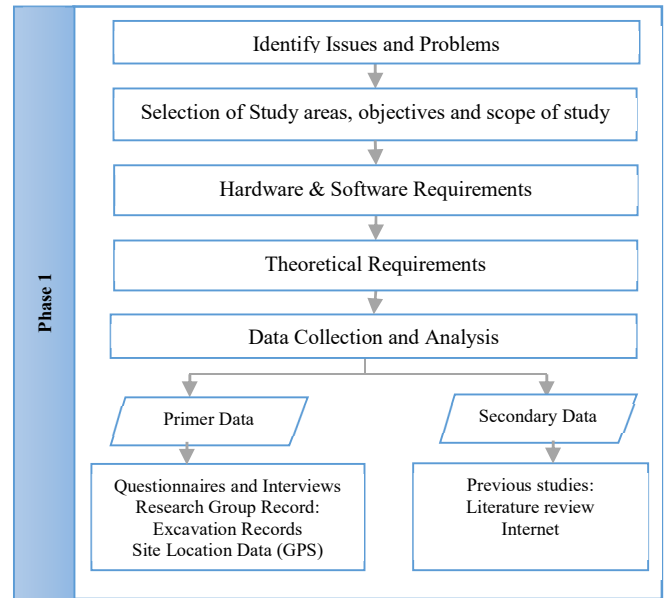 Phase 1
Identify Issues and Problems
Selection of Study areas, objectives and scope of study
Hardware & Software Requirements
Theoretical Requirements
Data Collection and Analysis
Primer Data
Secondary Data
Questionnaires and Interviews
Research Group Record:
Excavation Records
Site Location Data (GPS)
Previous studies:
Literature review
Internet